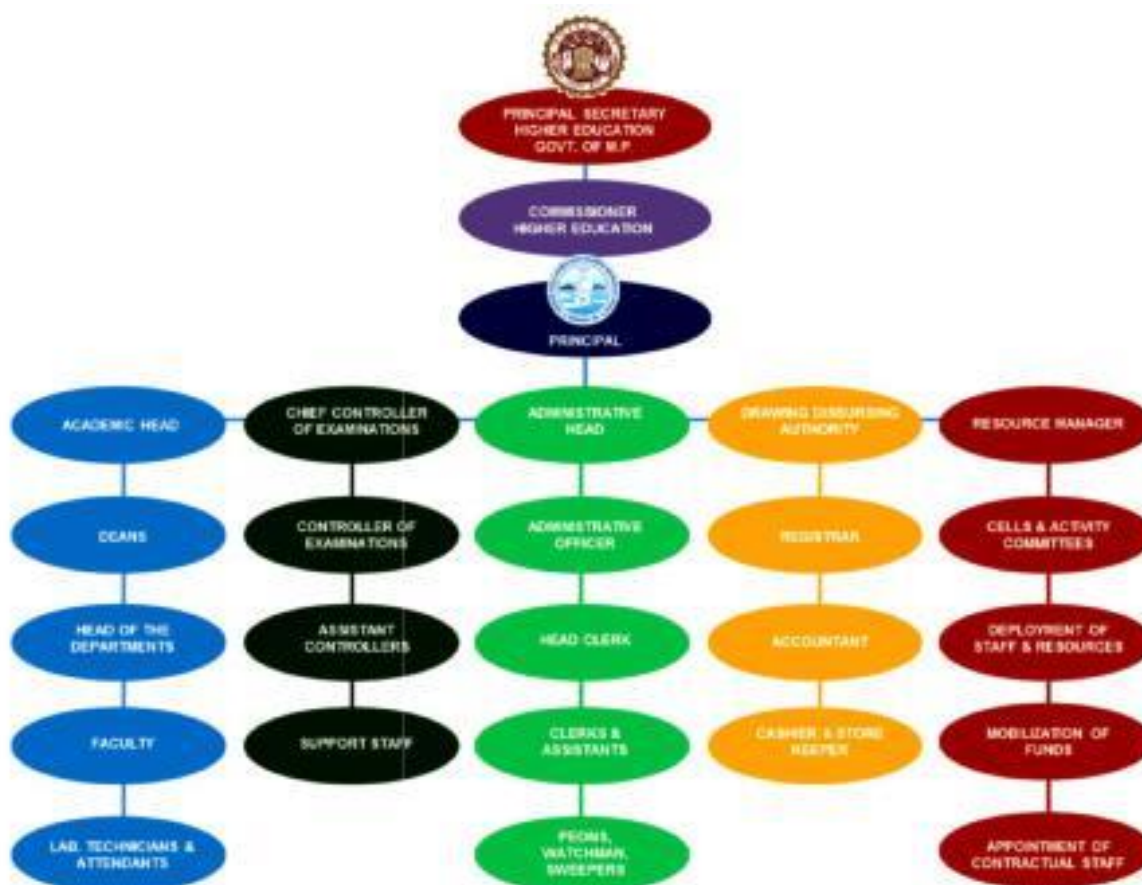 PRINCIPAL SECRETARY
HIGHER EDUCATION
GOVT. OF M.P.
COMMISSIONER
HIGHER EDUCATION
PRINCIPAL
ACADEMIC HEAD
DEANS
HEAD OF THE
DEPARTMENTS
FACULTY
LAB. TECHNICIANS &
ATTENDANTS
CHIEF CONTROLLER
OF EXAMINATIONS
CONTROLLER OF
EXAMINATIONS
ASSISTANT
CONTROLLERS
SUPPORT STAFF
ADMINISTRATIVE
HEAD
ADMINISTRATIVE
OFFICER
HEAD CLERK
CLERKS &
ASSISTANTS
PEONS,
WATCHMAN,
SWEEPERS
DRAWING DISBURSING
AUTHORITY
REGISTRAR
ACCOUNTANT
CASHIER & STORE
KEEPER
RESOURCE MANAGER
CELLS & ACTIVITY
COMMITTEES
DEPLOYMENT OF
STAFF & RESOURCES
MOBILIZATION OF
FUNDS
APPOINTMENT OF
CONTRACTUAL STAFF